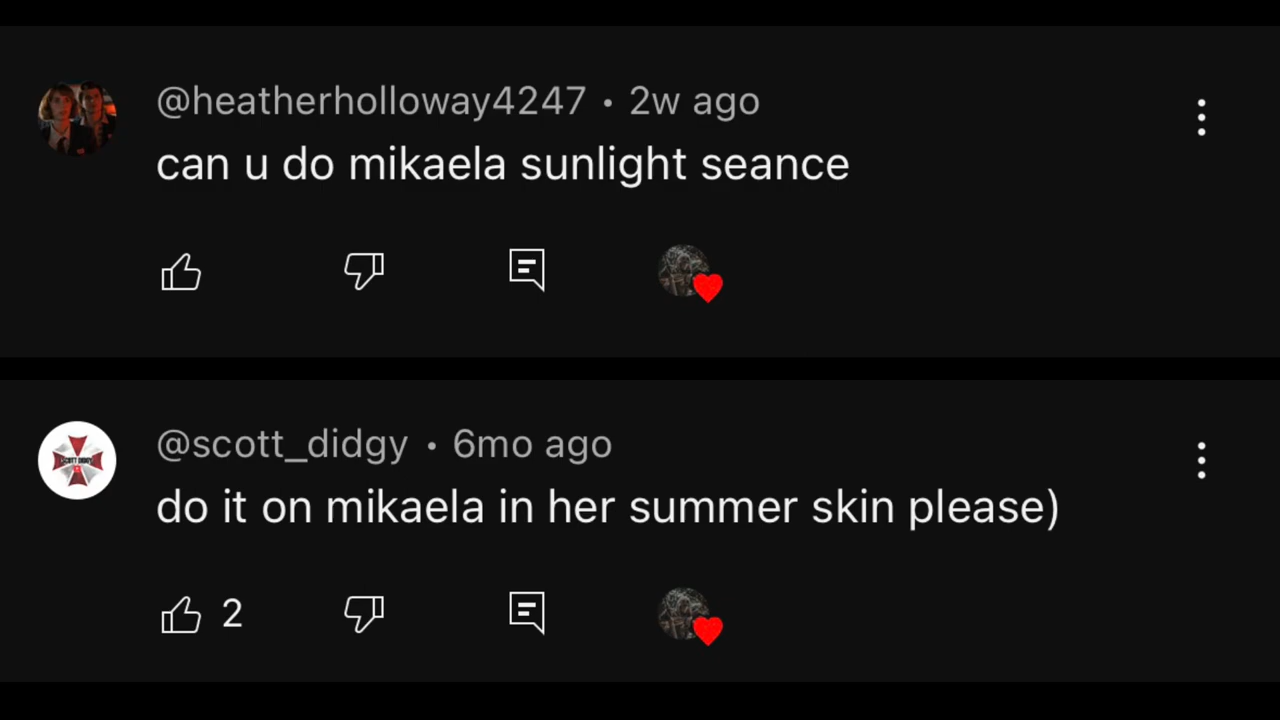 @heatherholloway4247 • 2w ago
can u do mikaela sunlight seance
@scott_didgy • 6mo ago
do it on mikaela in her summer skin please)
2